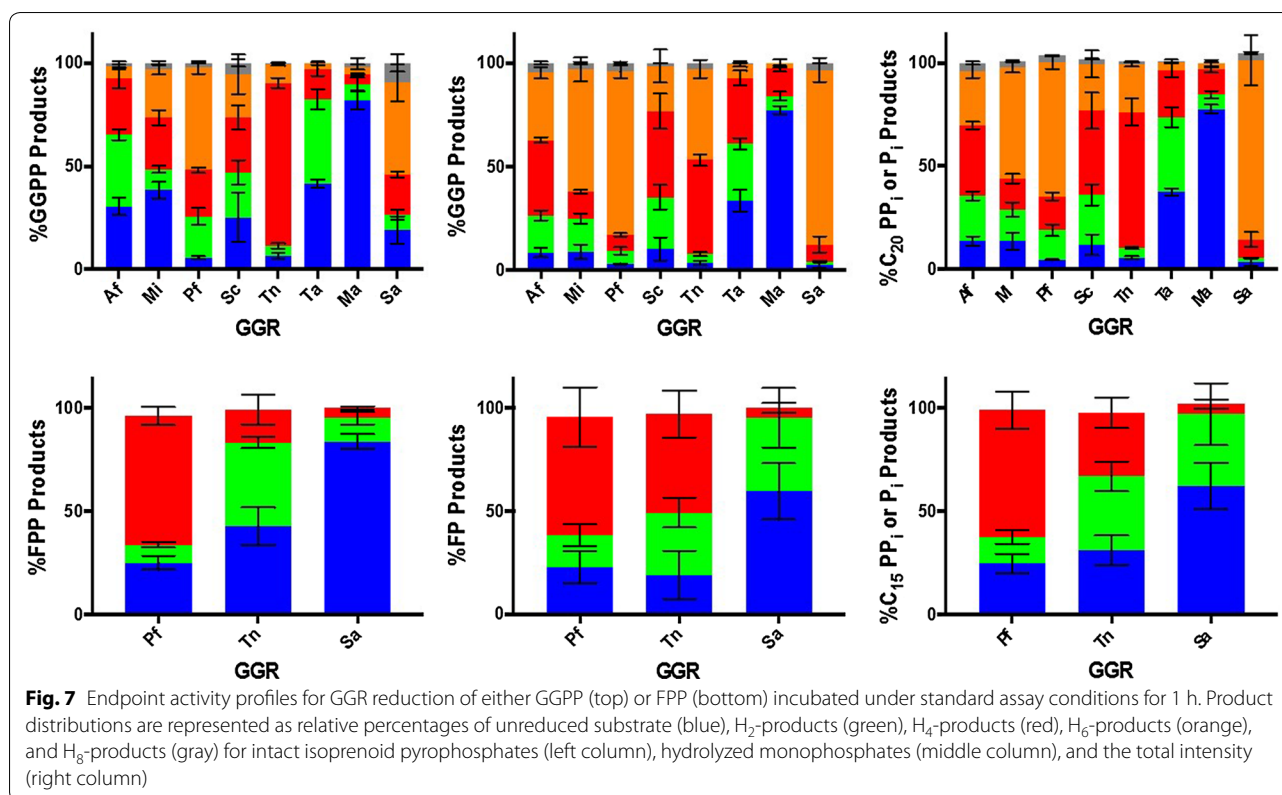 %GGPP Products
100
50
0
Af Mi Pf Sc Tn Ta Ma Sa
GGR
%GGP Products
100
50
0
Af Mi Pf Sc Tn Ta Ma Sa
GGR
%C₂₀ PPᵢ or Pᵢ Products
100
50
0
Af M Pf Sc Tn Ta Ma Sa
GGR
%FPP Products
100
50
0
Pf Tn Sa
GGR
%FP Products
100
50
0
Pf Tn Sa
GGR
%C₁₅ PPᵢ or Pᵢ Products
100
50
0
Pf Tn Sa
GGR
Fig. 7 Endpoint activity profiles for GGR reduction of either GGPP (top) or FPP (bottom) incubated under standard assay conditions for 1 h. Product
distributions are represented as relative percentages of unreduced substrate (blue), H₂-products (green), H₄-products (red), H₆-products (orange),
and H₈-products (gray) for intact isoprenoid pyrophosphates (left column), hydrolyzed monophosphates (middle column), and the total intensity
(right column)